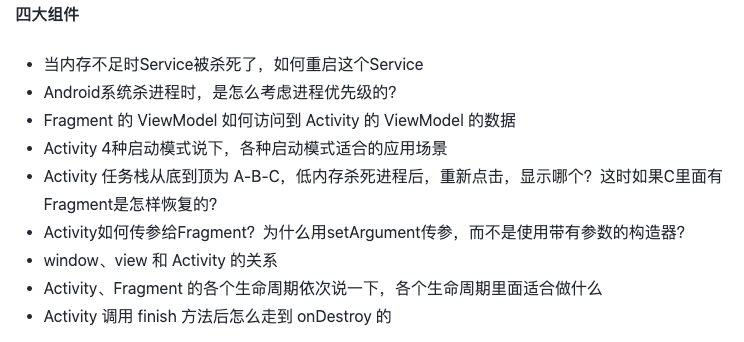 四大组件
• 当内存不足时Service被杀死了，如何重启这个Service
• Android系统杀进程时，是怎么考虑进程优先级的？
• Fragment 的 ViewModel 如何访问到 Activity 的 ViewModel 的数据
• Activity 4种启动模式说下，各种启动模式适合的应用场景
• Activity 任务栈从底到顶为 A-B-C，低内存杀死进程后，重新点击，显示哪个？这时如果C里面有
Fragment是怎样恢复的?
• Activity如何传参给Fragment？为什么用setArgument传参，而不是使用带有参数的构造器？
• window、view 和 Activity 的关系
• Activity、Fragment 的各个生命周期依次说一下，各个生命周期里面适合做什么
• Activity 调用 finish 方法后怎么走到 onDestroy 的